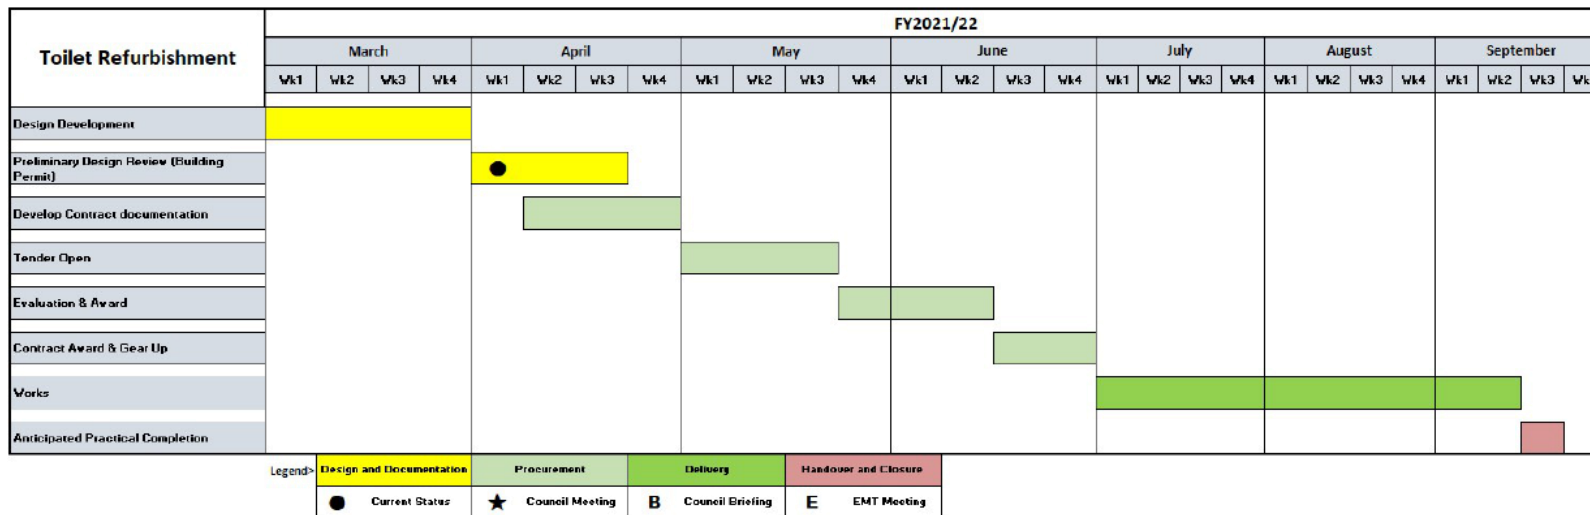 FY2021/22
Toilet Refurbishment
March April May June July August September
Wk1 Wk2 Wk3 Wk4 Wk1 Wk2 Wk3 Wk4 Wk1 Wk2 Wk3 Wk4 Wk1 Wk2 Wk3 Wk4 Wk1 Wk2 Wk3 Wk4 Wk1 Wk2 Wk3 Wk4 Wk1 Wk2 Wk3 Wk
Design Development
Preliminary Design Review (Building
Permit)
Develop Contract documentation
Tender Open
Evaluation & Award
Contract Award & Gear Up
Works
Anticipated Practical Completion
Legend> Design and Documentation Procurement Delivery Handover and Closure
● Current Status ★ Council Meeting B Council Briefing E EMT Meeting